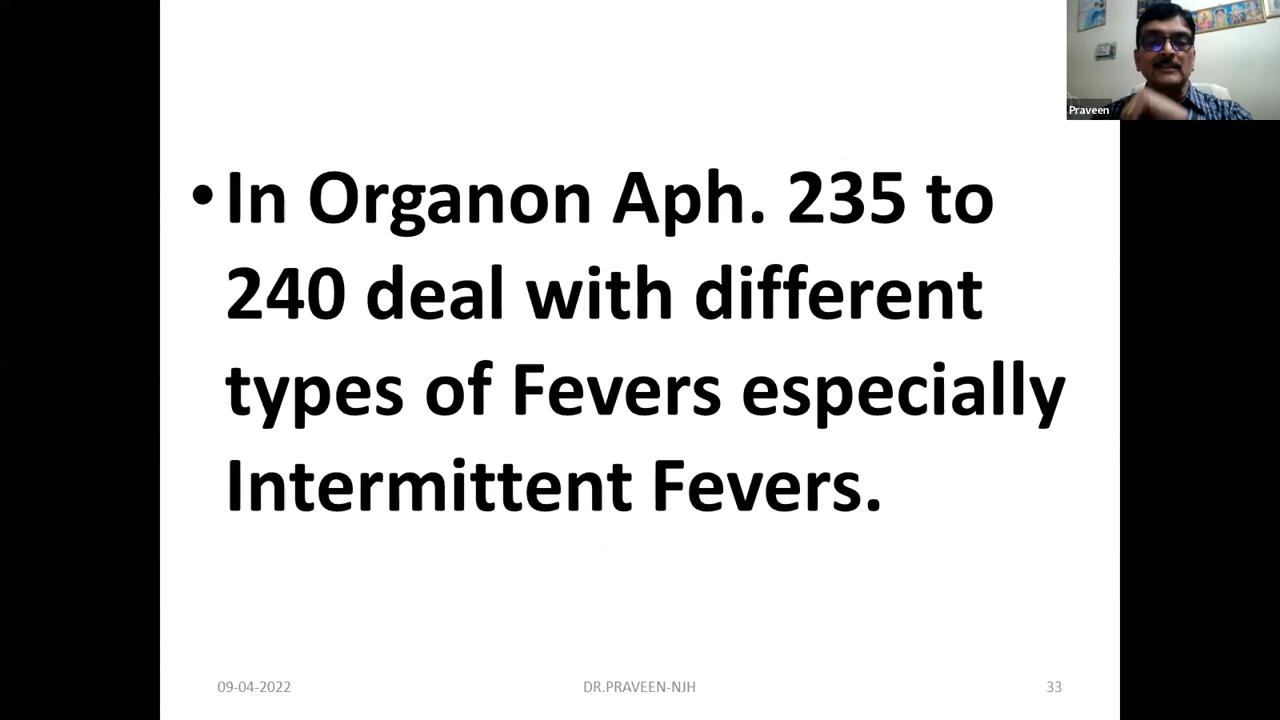 Praveen
• In Organon Aph. 235 to
240 deal with different
types of Fevers especially
Intermittent Fevers.
09-04-2022 DR.PRAVEEN-NJH 33